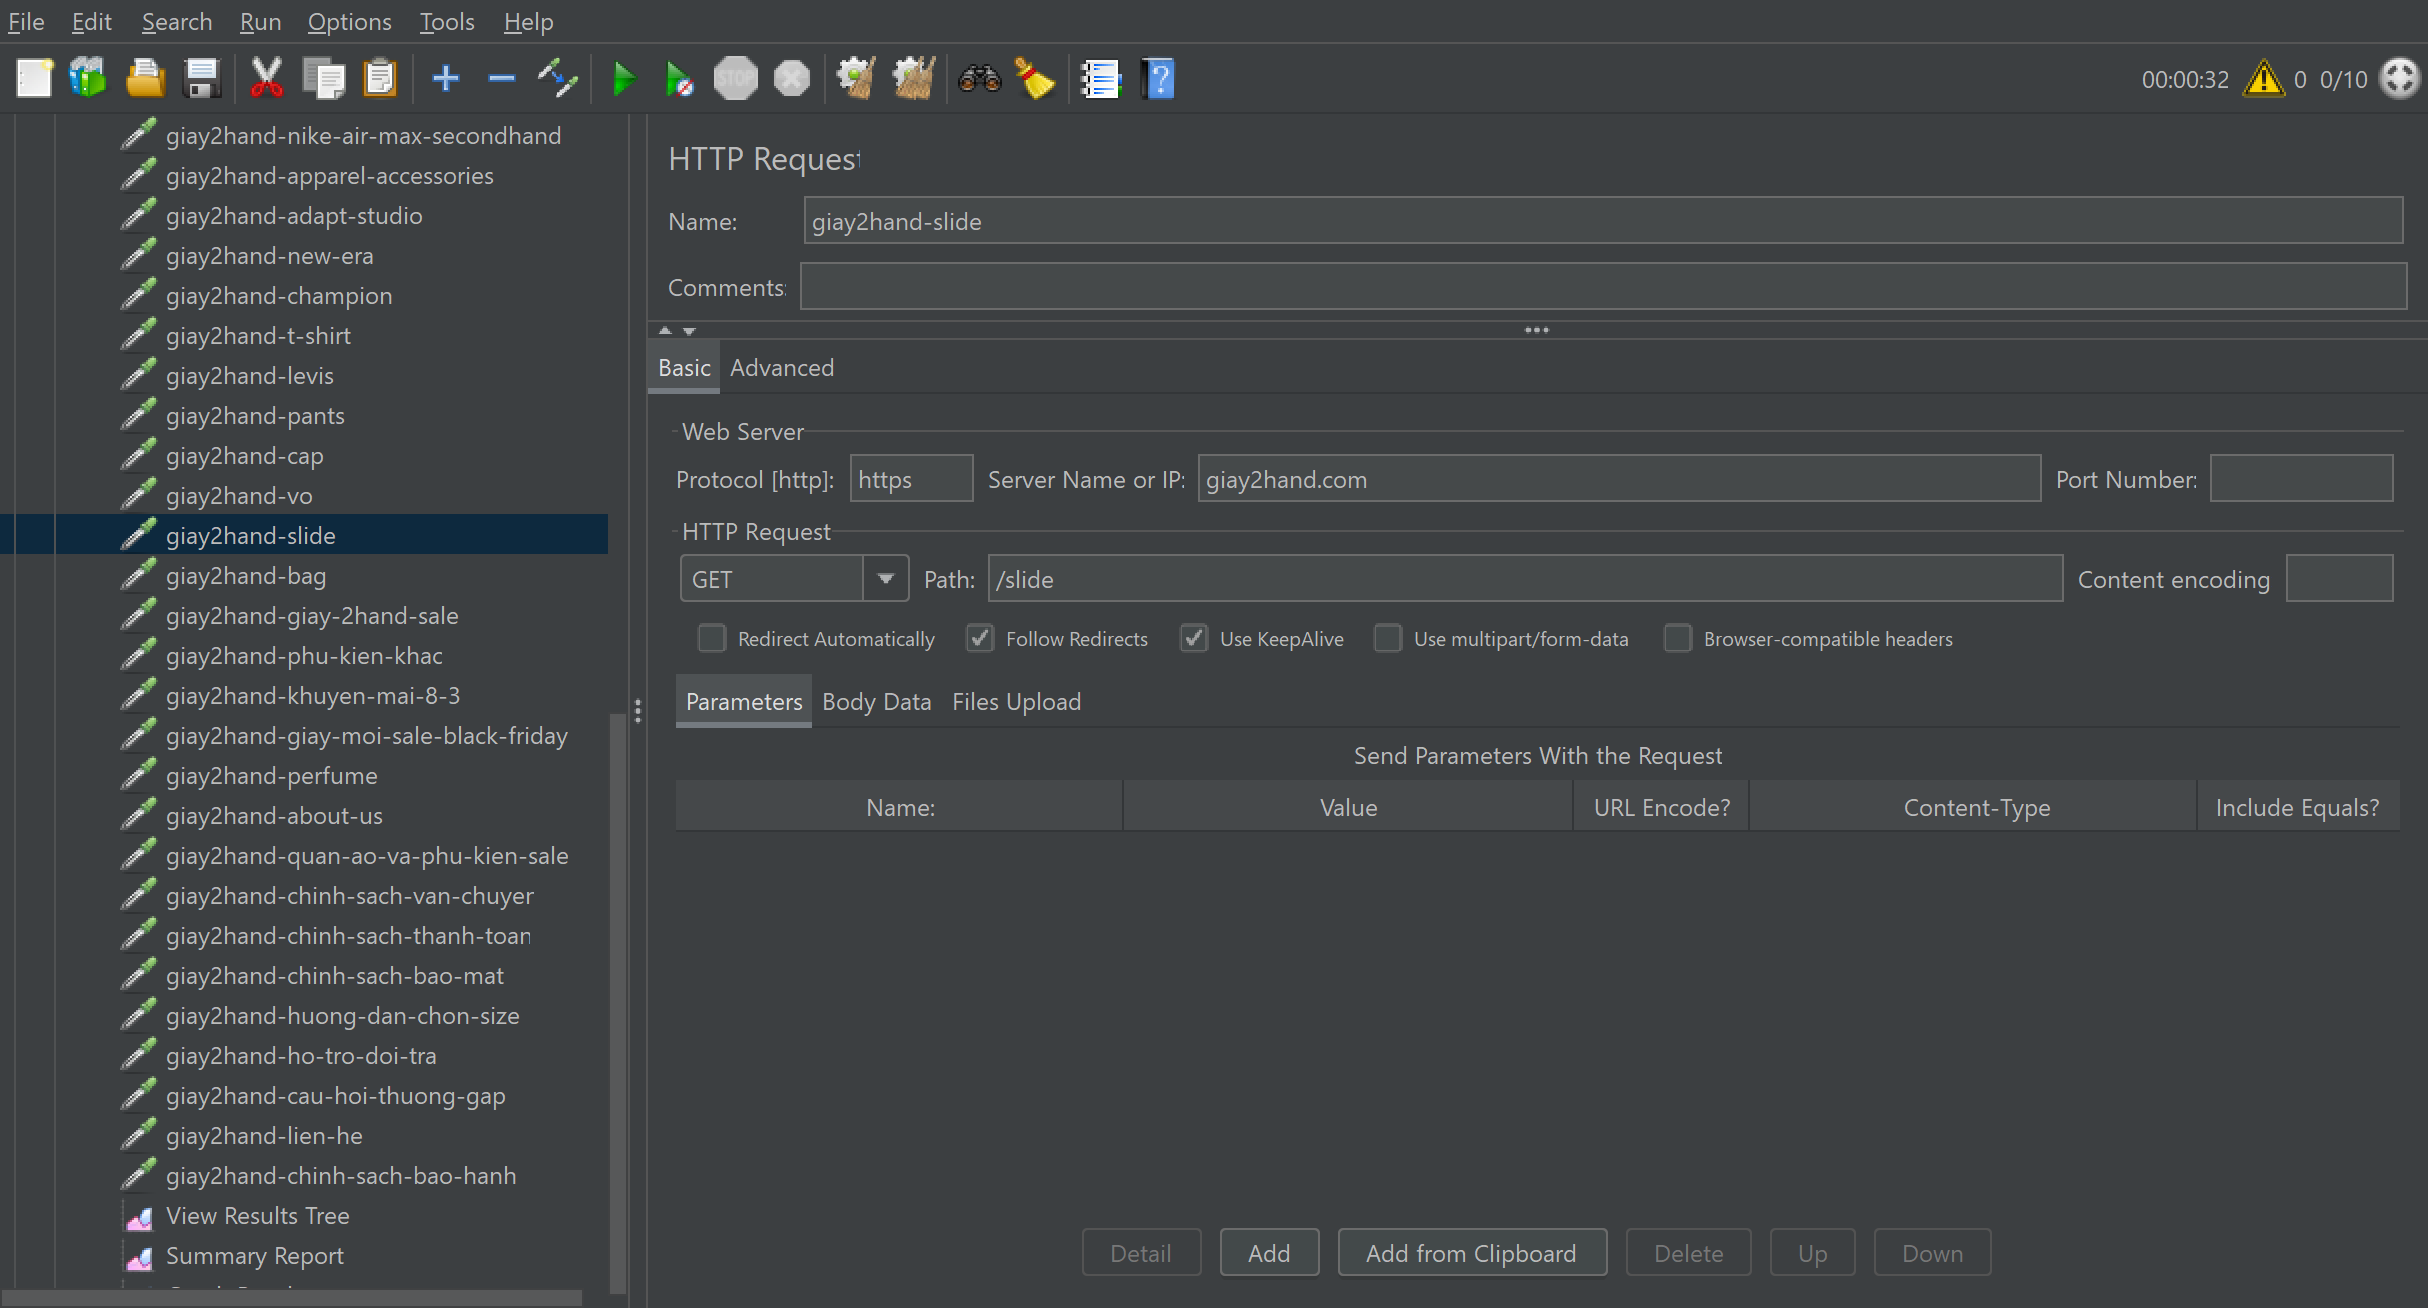 File Edit Search Run Options Tools Help
STOP
00:00:32 0 0/10
giay2hand-nike-air-max-secondhand
giay2hand-apparel-accessories
giay2hand-adapt-studio
giay2hand-new-era
giay2hand-champion
giay2hand-t-shirt
giay2hand-levis
giay2hand-pants
giay2hand-cap
giay2hand-vo
giay2hand-slide
giay2hand-bag
giay2hand-giay-2hand-sale
giay2hand-phu-kien-khac
giay2hand-khuyen-mai-8-3
giay2hand-giay-moi-sale-black-friday
giay2hand-perfume
giay2hand-about-us
giay2hand-quan-ao-va-phu-kien-sale
giay2hand-chinh-sach-van-chuyer
giay2hand-chinh-sach-thanh-toan
giay2hand-chinh-sach-bao-mat
giay2hand-huong-dan-chon-size
giay2hand-ho-tro-doi-tra
giay2hand-cau-hoi-thuong-gap
giay2hand-lien-he
giay2hand-chinh-sach-bao-hanh
View Results Tree
Summary Report
HTTP Request
Name: giay2hand-slide
Comments:
Basic Advanced
Web Server
Protocol [http]: https Server Name or IP: giay2hand.com Port Number:
HTTP Request
GET Path: /slide Content encoding
Redirect Automatically Follow Redirects Use KeepAlive Use multipart/form-data Browser-compatible headers
Parameters Body Data Files Upload
Send Parameters With the Request
Name: Value URL Encode? Content-Type Include Equals?
Detail Add Add from Clipboard Delete Up Down